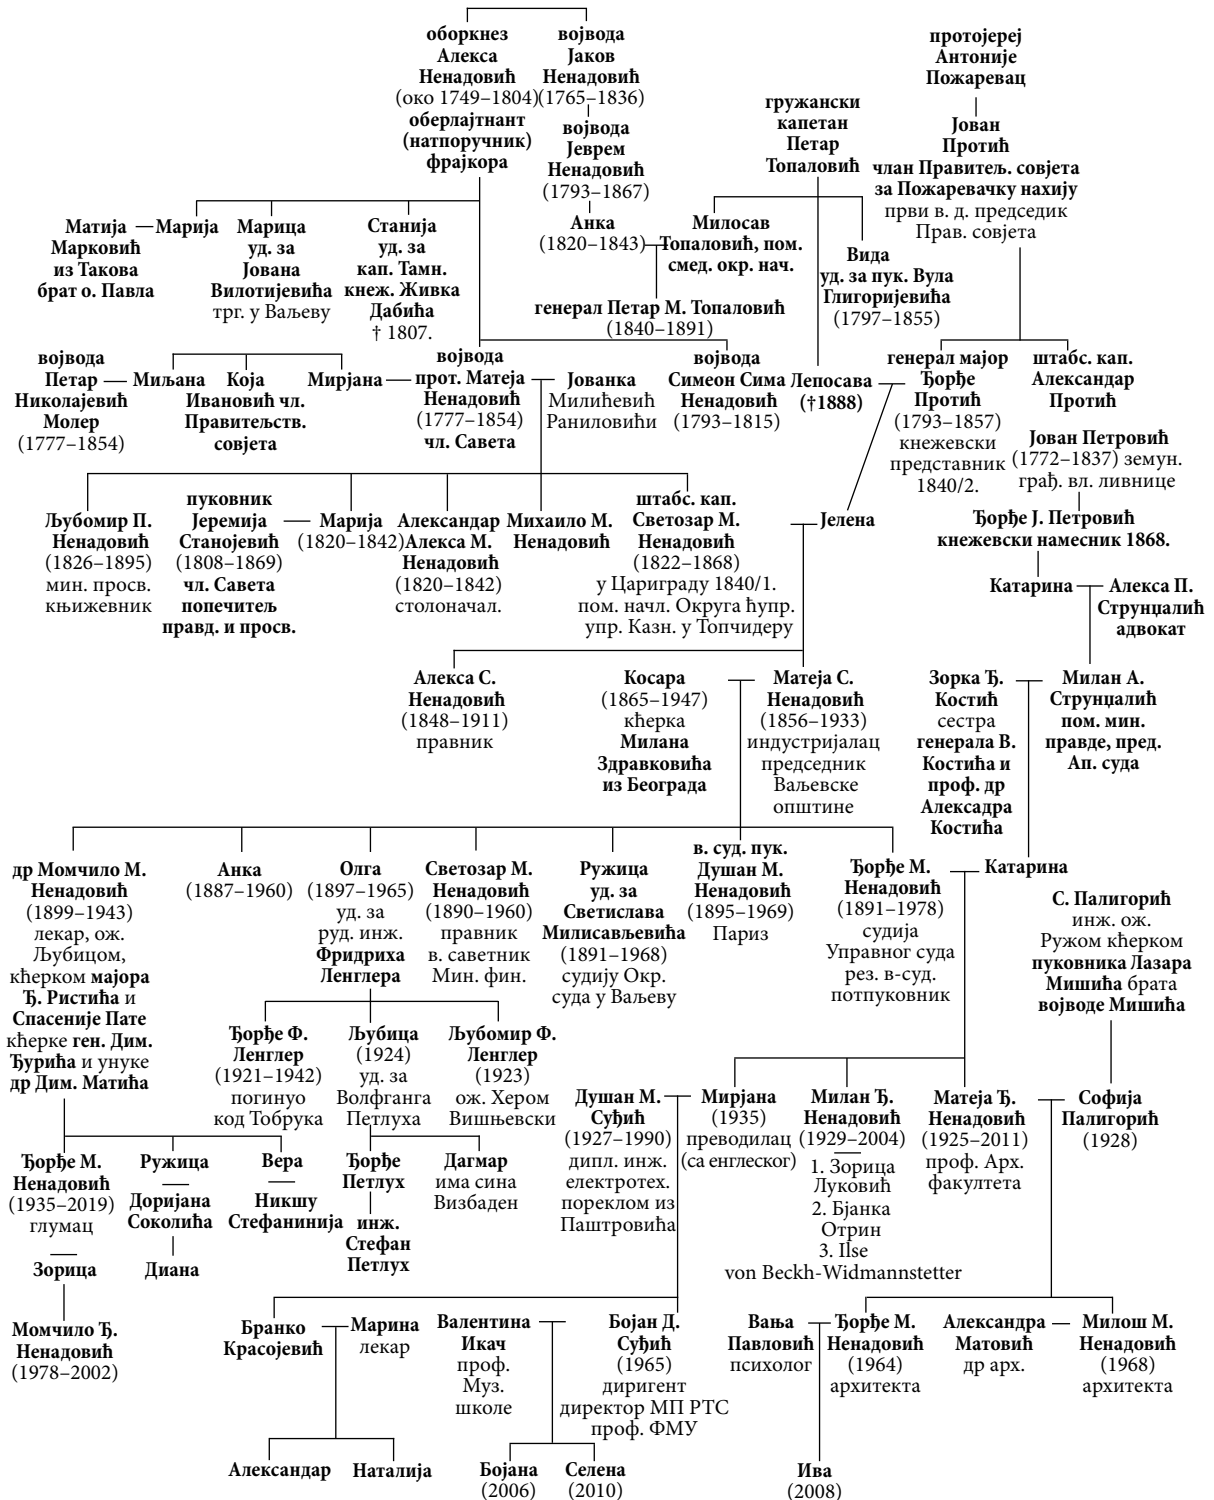 оборкнез
Алекса
Ненадовић
(око 1749–1804)
оберлајтнант
(натпоручник)
фрајкора
војвода
Јаков
Ненадовић
(1765–1836)
војвода
Јеврем
Ненадовић
(1793–1867)
Анка
(1820–1843)
гружански
капетан
Петар
Топаловић
протојереј
Антоније
Пожаревац
Јован
Протић
члан Правитељ. совјета
за Пожаревачку нахију
први в. д. председик
Прав. совјета
Матија
Марковић
из Такова
брат о. Павла
Марија
Марица
уд. за
Јована
Вилотијевића
трг. у Ваљеву
Станија
уд. за
кап. Тамн.
кнеж. Живка
Дабића
† 1807.
Милосав
Топаловић, пом.
смед. окр. нач.
Вида
уд. за пук. Вула
Глигоријевића
(1797–1855)
генерал Петар М. Топаловић
(1840–1891)
војвода
Петар
Николајевић
Молер
(1777–1854)
Миљана
Која
Ивановић чл.
Правитељств.
совјета
Мирјана
војвода
прот. Матеја
Ненадовић
(1777–1854)
чл. Савета
Јованка
Милићевић
Раниловићи
војвода
Симеон Сима
Ненадовић
(1793–1815)
Лепосава
(†1888)
генерал мајор
Ђорђе
Протић
(1793–1857)
кнежевски
представник
1840/2.
штабс. кап.
Александар
Протић
Јован Петровић
(1772–1837) земун.
грађ. вл. ливнице
Ђорђе Ј. Петровић
кнежевски намесник 1868.
Љубомир П.
Ненадовић
(1826–1895)
мин. просв.
књижевник
пуковник
Јеремија
Станојевић
(1808–1869)
чл. Савета
попечитељ
правд. и просв.
Марија
(1820–1842)
Александар
Алекса М.
Ненадовић
(1820–1842)
столоначал.
Михаило М.
Ненадовић
штабс. кап.
Светозар М.
Ненадовић
(1822–1868)
у Цариграду 1840/1.
пом. начл. Округа ћупр.
упр. Казн. у Топчидеру
Јелена
Катарина
Алекса П.
Струнџалић
адвокат
Алекса С.
Ненадовић
(1848–1911)
правник
Косара
(1865–1947)
кћерка
Милана
Здравковића
из Београда
Матеја С.
Ненадовић
(1856–1933)
индустријалац
председник
Ваљевске
општине
Зорка Ђ.
Костић
сестра
генерала В.
Костића и
проф. др
Алексадра
Костића
Милан А.
Струнџалић
пом. мин.
правде, пред.
Ап. суда
др Момчило М.
Ненадовић
(1899–1943)
лекар, ож.
Љубицом,
кћерком мајора
Ђ. Ристића и
Спасеније Пате
кћерке ген. Дим.
Ђурића и унуке
др Дим. Матића
Анка
(1887–1960)
Олга
(1897–1965)
уд. за
руд. инж.
Фридриха
Ленглера
Светозар М.
Ненадовић
(1890–1960)
правник
в. саветник
Мин. фин.
Ружица
уд. за
Светислава
Милисављевића
(1891–1968)
судију Окр.
суда у Ваљеву
в. суд. пук.
Душан М.
Ненадовић
(1895–1969)
Париз
Ђорђе М.
Ненадовић
(1891–1978)
судија
Управног суда
рез. в-суд.
потпуковник
Катарина
С. Палигорић
инж. ож.
Ружом кћерком
пуковника Лазара
Мишића брата
војводе Мишића
Ђорђе Ф.
Ленглер
(1921–1942)
погинуо
код Тобрука
Љубица
(1924)
уд. за
Волфганга
Петлуха
Љубомир Ф.
Ленглер
(1923)
ож. Хером
Вишњевски
Душан М.
Суђић
(1927–1990)
дипл. инж.
електротех.
пореклом из
Паштровића
Мирјана
(1935)
преводилац
(са енглеског)
Милан Ђ.
Ненадовић
(1929–2004)
1. Зорица
Луковић
2. Бјанка
Отрин
3. Ilse
von Beckh-Widmannstetter
Матеја Ђ.
Ненадовић
(1925–2011)
проф. Арх.
факултета
Софија
Палигорић
(1928)
Ђорђе М.
Ненадовић
(1935–2019)
глумац
Зорица
Ружица
Доријана
Соколића
Диана
Вера
Никшу
Стефанинија
Ђорђе
Петлух
инж.
Стефан
Петлух
Дагмар
има сина
Визбаден
Момчило Ђ.
Ненадовић
(1978–2002)
Бранко
Красојевић
Марина
лекар
Валентина
Икач
проф.
Муз.
школе
Бојан Д.
Суђић
(1965)
диригент
директор МП РТС
проф. ФМУ
Вања
Павловић
психолог
Ђорђе М.
Ненадовић
(1964)
архитекта
Александра
Матовић
др арх.
Милош М.
Ненадовић
(1968)
архитекта
Александар
Наталија
Бојана
(2006)
Селена
(2010)
Ива
(2008)